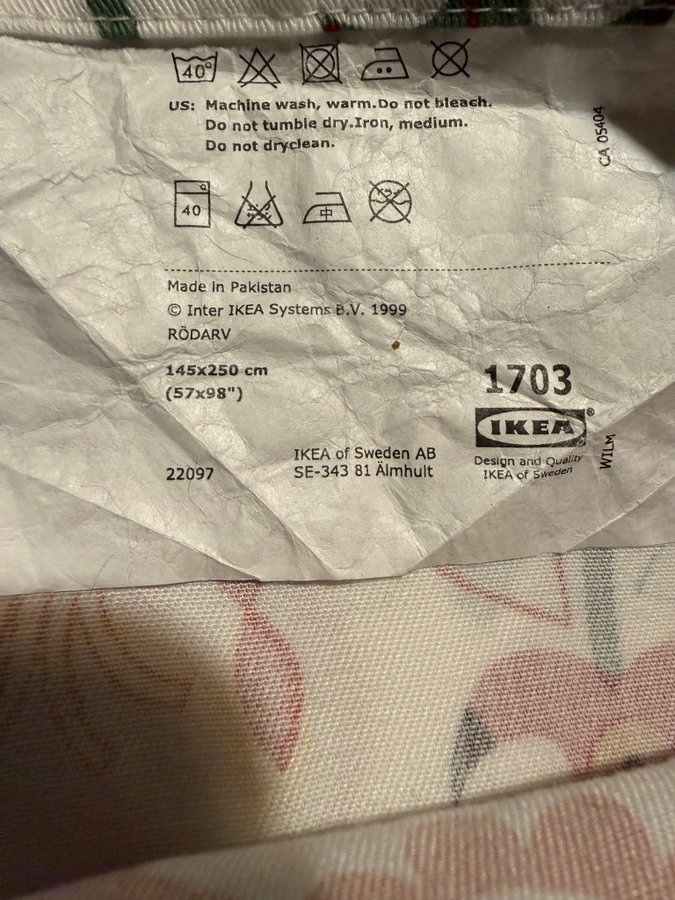 40°
US: Machine wash, warm.Do not bleach.
Do not tumble dry.Iron, medium.
Do not dryclean.
CA 05404
40
中
Made in Pakistan
© Inter IKEA Systems B.V. 1999
RÖDARV
145x250 cm
(57x98")
1703
IKEA®
Design and Quality
IKEA of Sweden
WILM
22097
IKEA of Sweden AB
SE-343 81 Älmhult